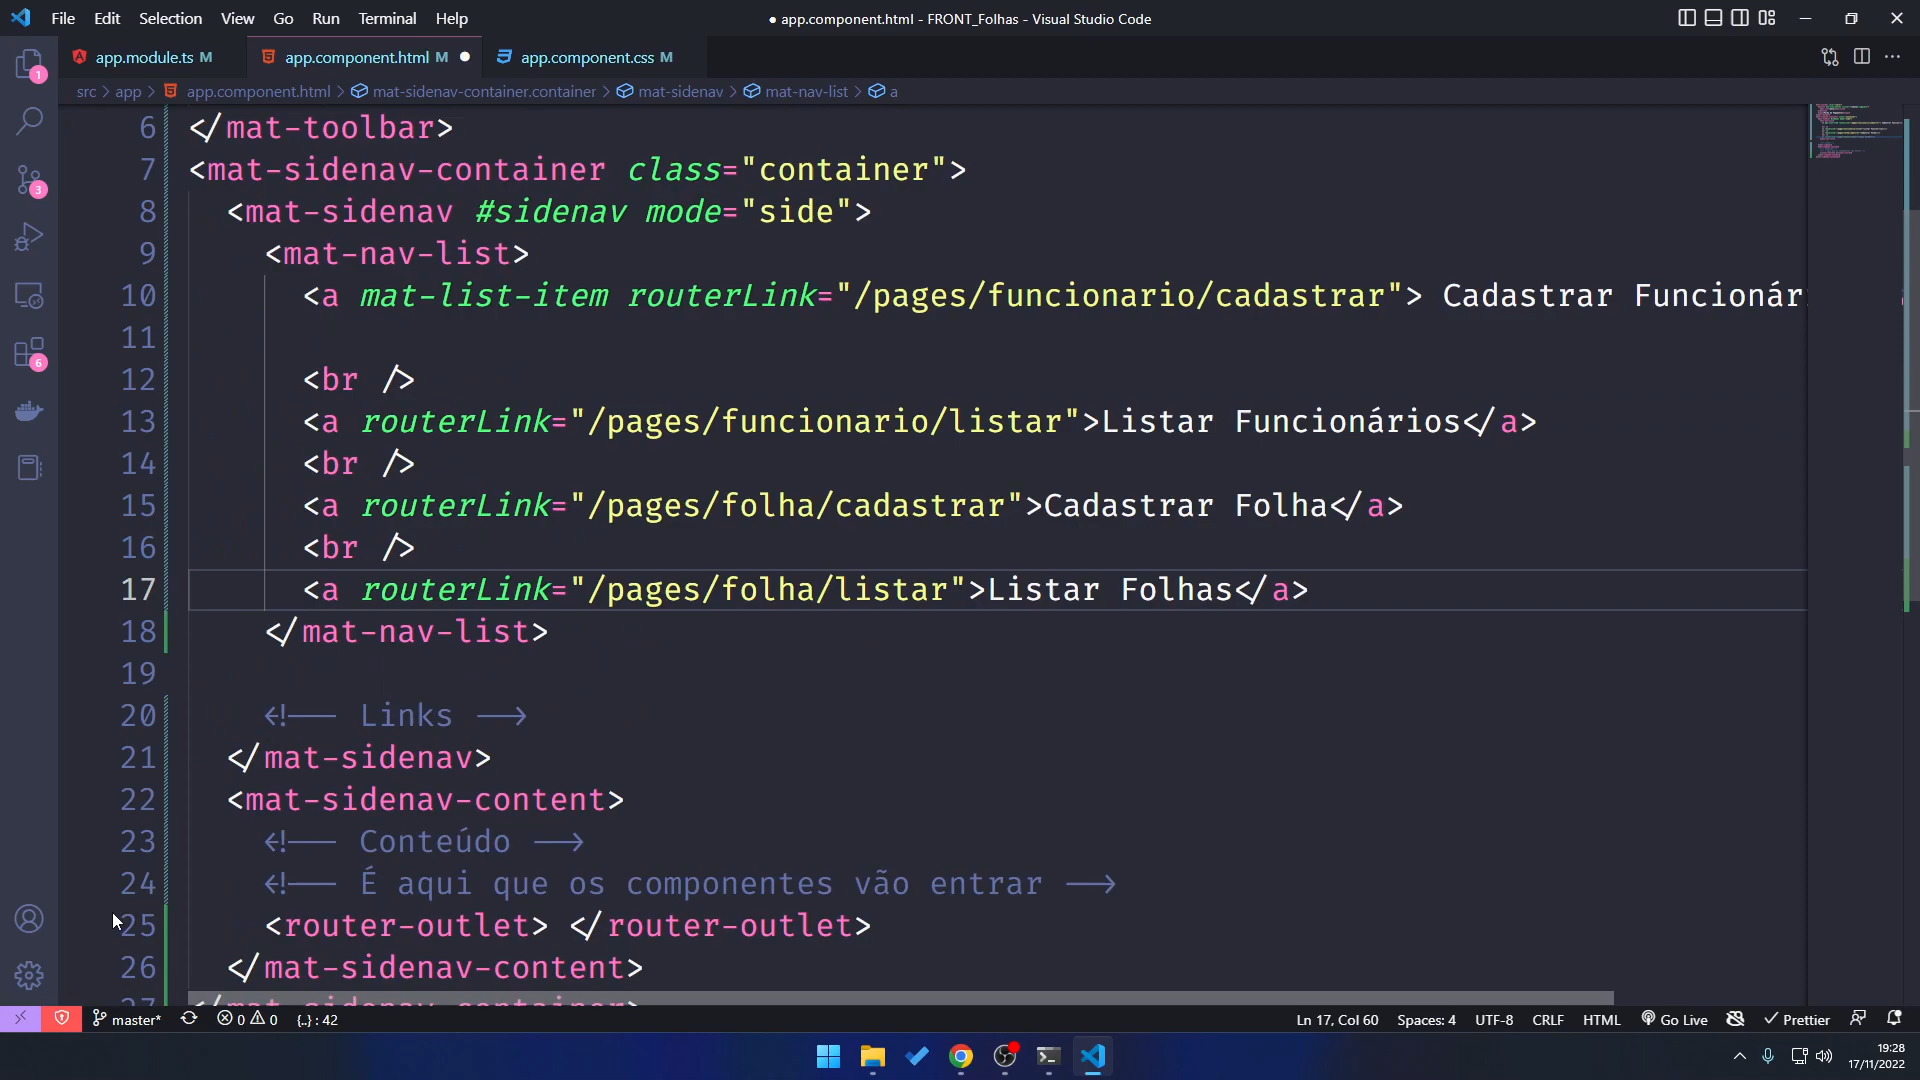 File Edit Selection View Go Run Terminal Help
● app.component.html - FRONT_Folhas - Visual Studio Code
app.module.ts M
app.component.html M
app.component.css M
src > app > app.component.html > mat-sidenav-container.container > mat-sidenav > mat-nav-list > a
6 </mat-toolbar>
7 <mat-sidenav-container class="container">
8 <mat-sidenav #sidenav mode="side">
9 <mat-nav-list>
10 <a mat-list-item routerLink="/pages/funcionario/cadastrar"> Cadastrar Funcionár
11
12 <br />
13 <a routerLink="/pages/funcionario/listar">Listar Funcionários</a>
14 <br />
15 <a routerLink="/pages/folha/cadastrar">Cadastrar Folha</a>
16 <br />
17 <a routerLink="/pages/folha/listar">Listar Folhas</a>
18 </mat-nav-list>
19
20 <!-- Links -->
21 </mat-sidenav>
22 <mat-sidenav-content>
23 <!-- Conteúdo -->
24 <!-- É aqui que os componentes vão entrar -->
25 <router-outlet> </router-outlet>
26 </mat-sidenav-content>
27 </mat-sidenav-container>
1
3
6
master* 0 0 {..} : 42
Ln 17, Col 60 Spaces: 4 UTF-8 CRLF HTML Go Live Prettier
19:28
17/11/2022